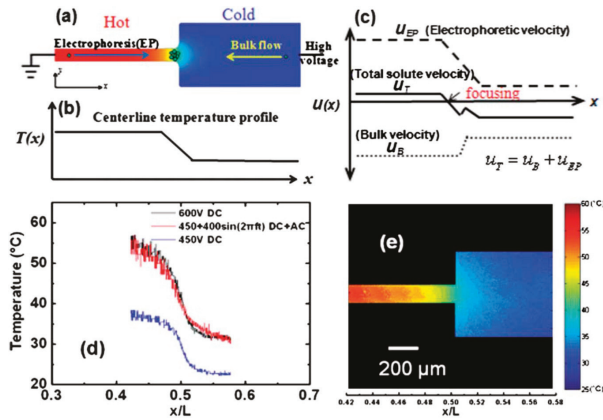 (a)
Hot
Cold
Electrophoresis(EP)
Bulk flow
High
voltage
y
x
(b)
Centerline temperature profile
T(x)
x
(c)
u_EP (Electrophoretic velocity)
(Total solute velocity)
u_T
focusing
u(x)
x
(Bulk velocity)
u_B
u_T = u_B + u_EP
60
50
40
30
20
Temperature (°C)
600V DC
450+400sin(2πft) DC+AC
450V DC
(d)
0.3 0.4 0.5 0.6 0.7
x/L
(e)
200 μm
0.42 0.44 0.46 0.48 0.50 0.52 0.54 0.56 0.58
x/L
60 (°C)
55
50
45
40
35
30
25 (°C)